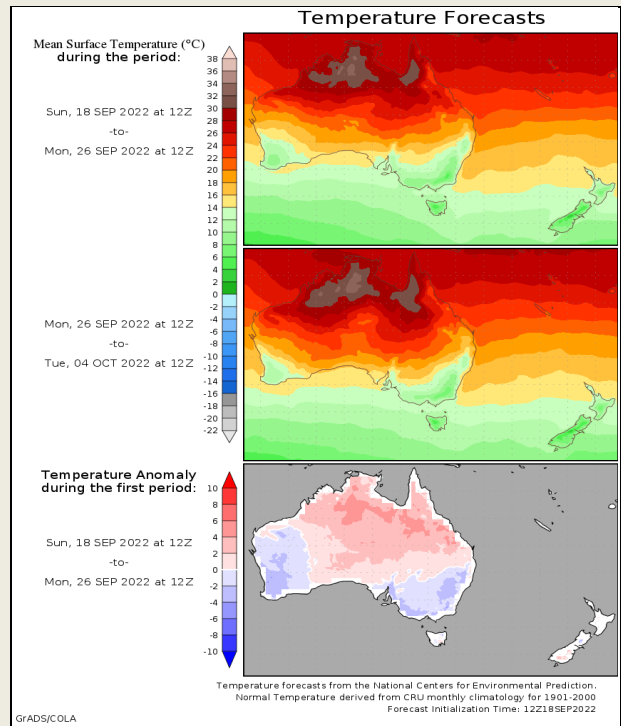 Temperature Forecasts
Mean Surface Temperature (°C)
during the period:
Sun, 18 SEP 2022 at 12Z
-to-
Mon, 26 SEP 2022 at 12Z
38
36
34
32
30
28
26
24
22
20
18
16
14
12
10
8
6
4
2
0
-2
-4
-6
-8
-10
-12
-14
-16
-18
-20
-22
Mon, 26 SEP 2022 at 12Z
-to-
Tue, 04 OCT 2022 at 12Z
Temperature Anomaly
during the first period:
Sun, 18 SEP 2022 at 12Z
-to-
Mon, 26 SEP 2022 at 12Z
10
8
6
4
2
0
-2
-4
-6
-8
-10
Temperature forecasts from the National Centers for Environmental Prediction.
Normal Temperature derived from CRU monthly climatology for 1901-2000
Forecast Initialization Time: 12Z18SEP2022
GrADS/COLA